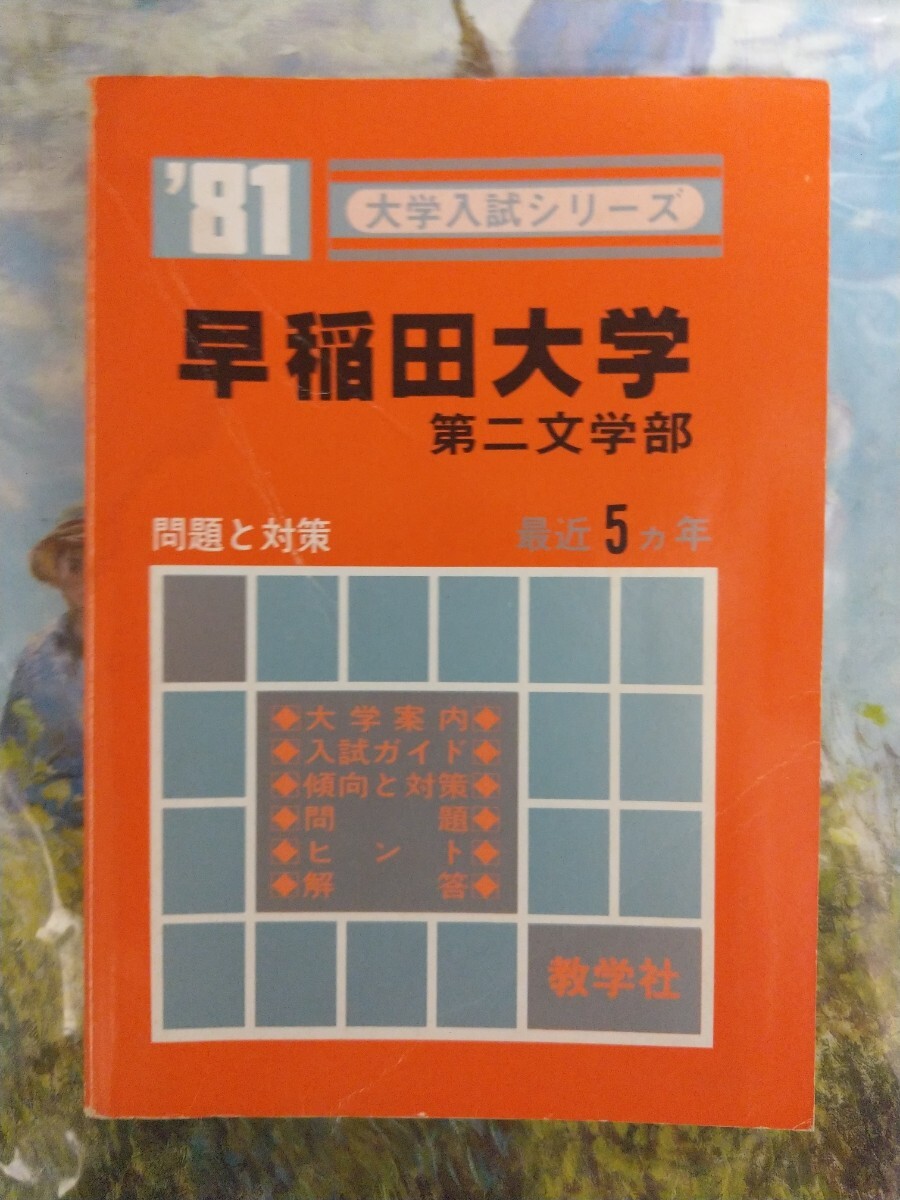 '81
大学入試シリーズ
早稲田大学
第二文学部
問題と対策 最近5ヵ年
◆大学案内◆
◆入試ガイド◆
◆傾向と対策◆
◆問題◆
◆ヒント◆
◆解答◆
教学社